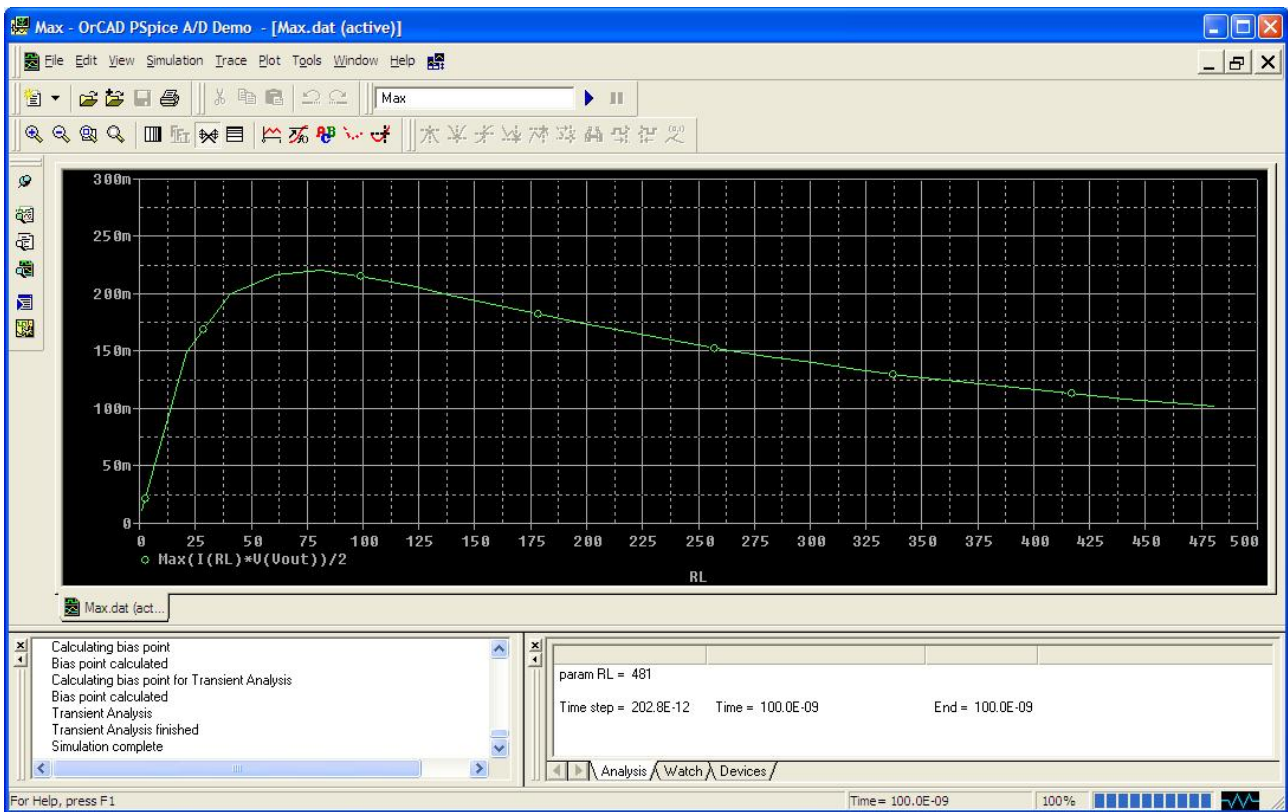 Max - OrCAD PSpice A/D Demo - [Max.dat (active)]
File Edit View Simulation Trace Plot Tools Window Help
Max
300m
250m
200m
150m
100m
50m
0
0 25 50 75 100 125 150 175 200 225 250 275 300 325 350 375 400 425 450 475 500
Max(I(RL)*V(Vout))/2
RL
Max.dat (act...
Calculating bias point
Bias point calculated
Calculating bias point for Transient Analysis
Bias point calculated
Transient Analysis
Transient Analysis finished
Simulation complete
param RL = 481
Time step = 202.8E-12 Time = 100.0E-09 End = 100.0E-09
Analysis Watch Devices
For Help, press F1
Time= 100.0E-09 100%